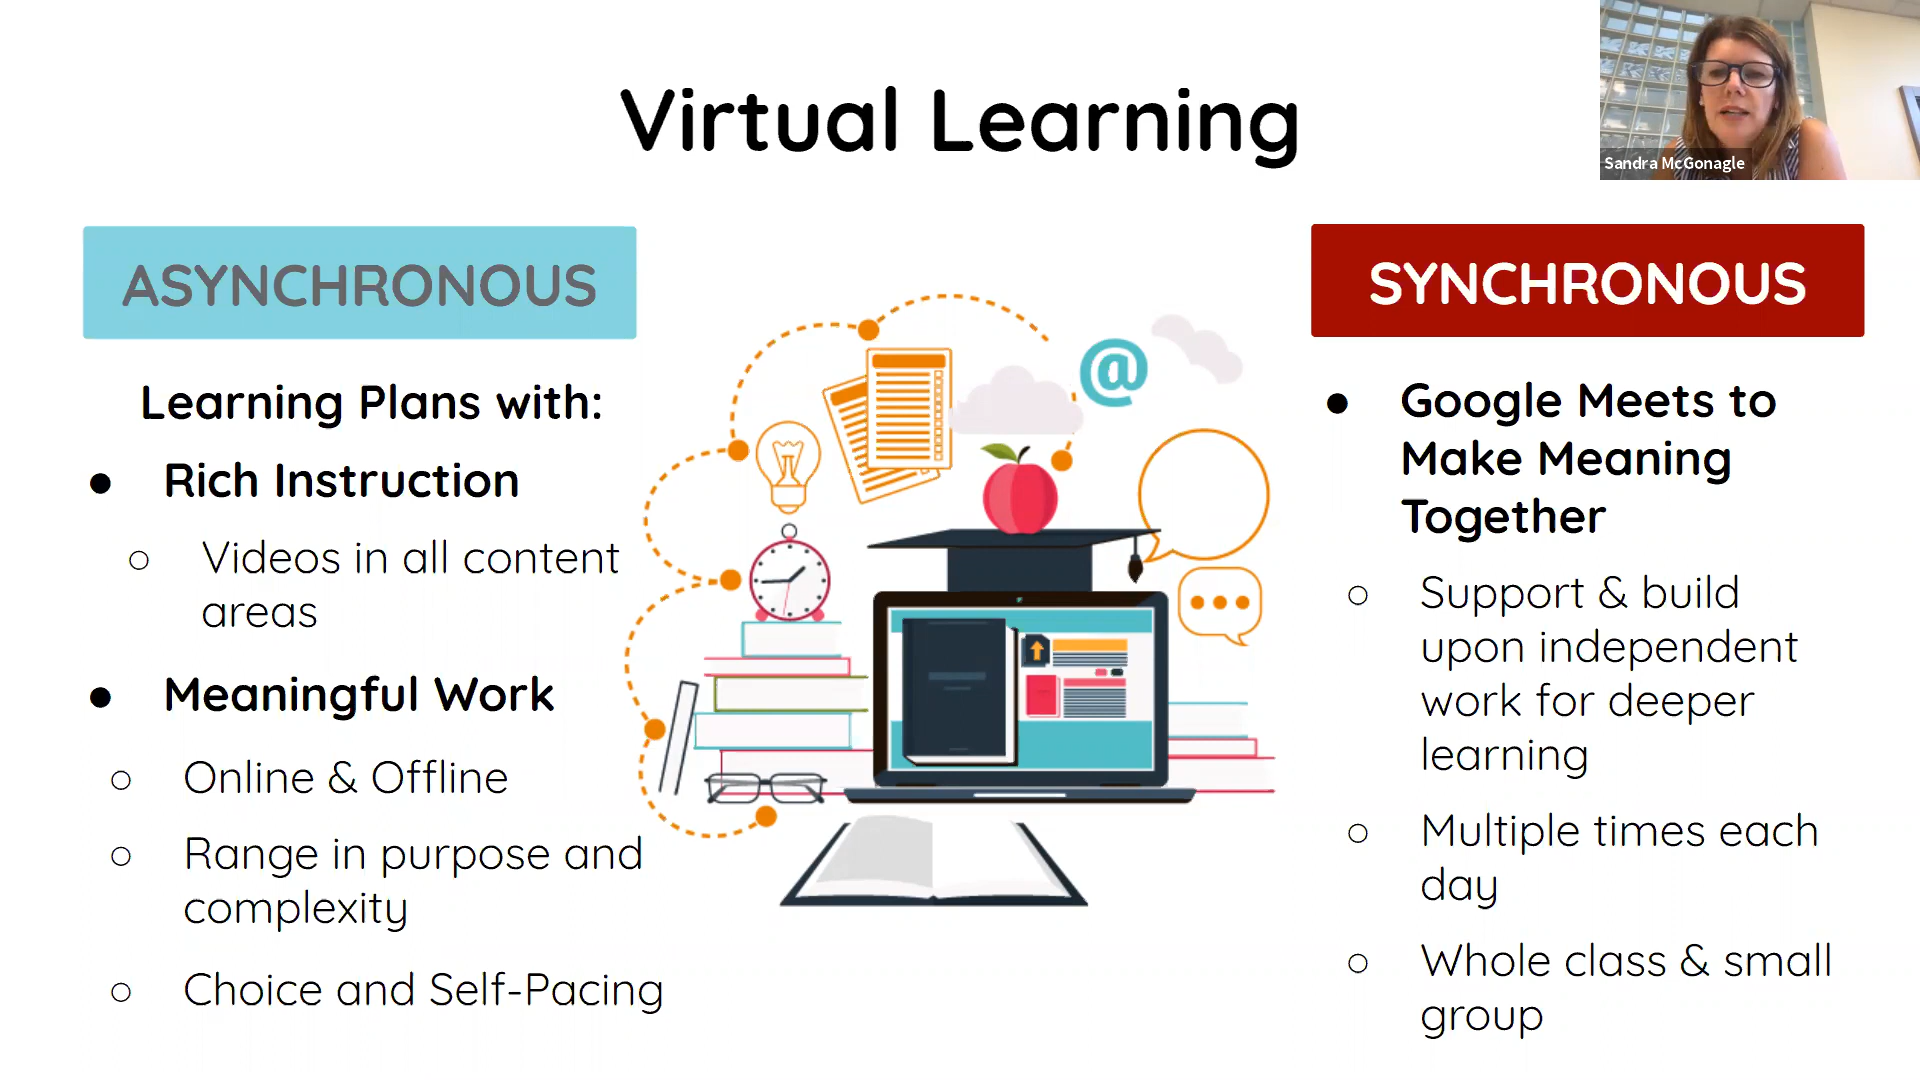 Virtual Learning
Sandra McGonagle
ASYNCHRONOUS
Learning Plans with:
● Rich Instruction
○ Videos in all content
areas
● Meaningful Work
○ Online & Offline
○ Range in purpose and
complexity
○ Choice and Self-Pacing
@
SYNCHRONOUS
● Google Meets to
Make Meaning
Together
○ Support & build
upon independent
work for deeper
learning
○ Multiple times each
day
○ Whole class & small
group